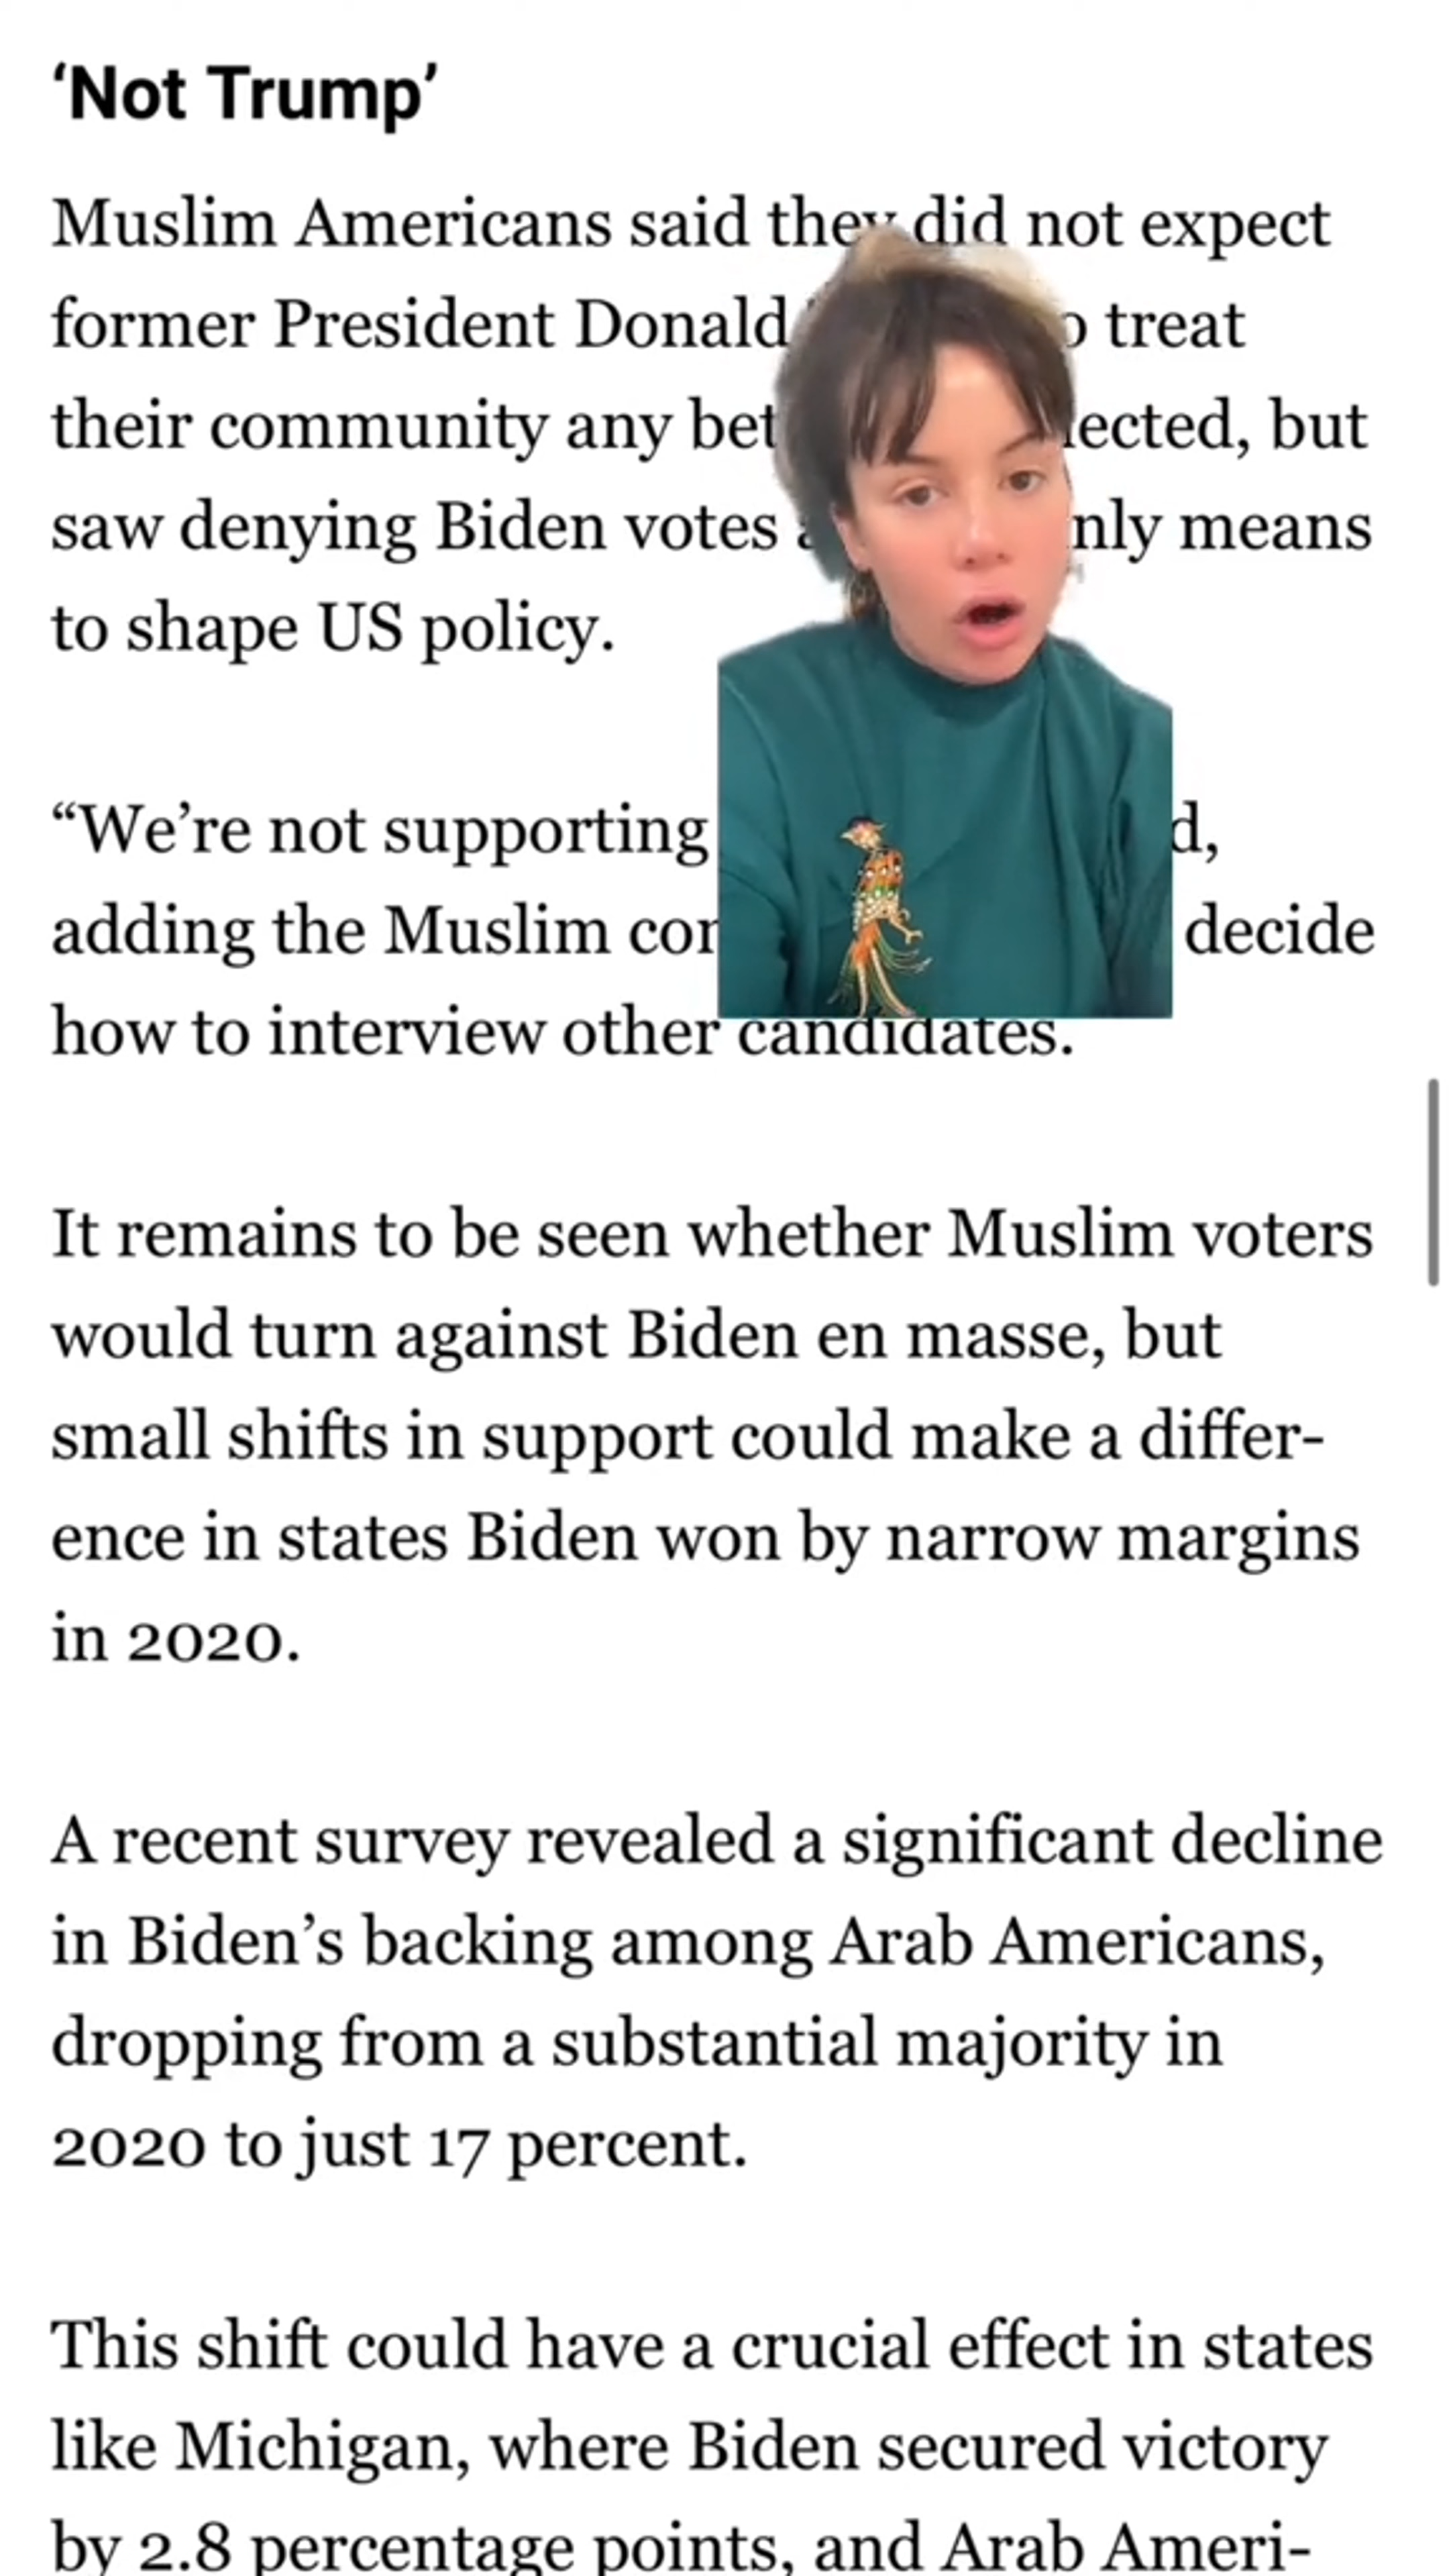 ‘Not Trump’
Muslim Americans said they did not expect
former President Donald treat
their community any but
saw denying Biden votes means
to shape US policy.
“We’re not supporting
adding the Muslim decide
how to interview other candidates.
It remains to be seen whether Muslim voters
would turn against Biden en masse, but
small shifts in support could make a differ-
ence in states Biden won by narrow margins
in 2020.
A recent survey revealed a significant decline
in Biden’s backing among Arab Americans,
dropping from a substantial majority in
2020 to just 17 percent.
This shift could have a crucial effect in states
like Michigan, where Biden secured victory
by 2.8 percentage points, and Arab Ameri-